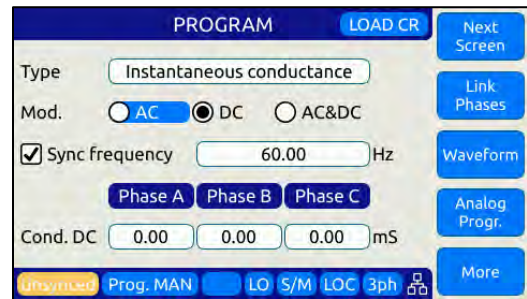 PROGRAM LOAD CR
Next
Screen
Type Instantaneous conductance
Link
Phases
Mod. AC DC AC&DC
Sync frequency 60.00 Hz
Waveform
Phase A Phase B Phase C
Analog
Progr.
Cond. DC 0.00 0.00 0.00 mS
More
Unsynced Prog. MAN LO S/M LOC 3ph